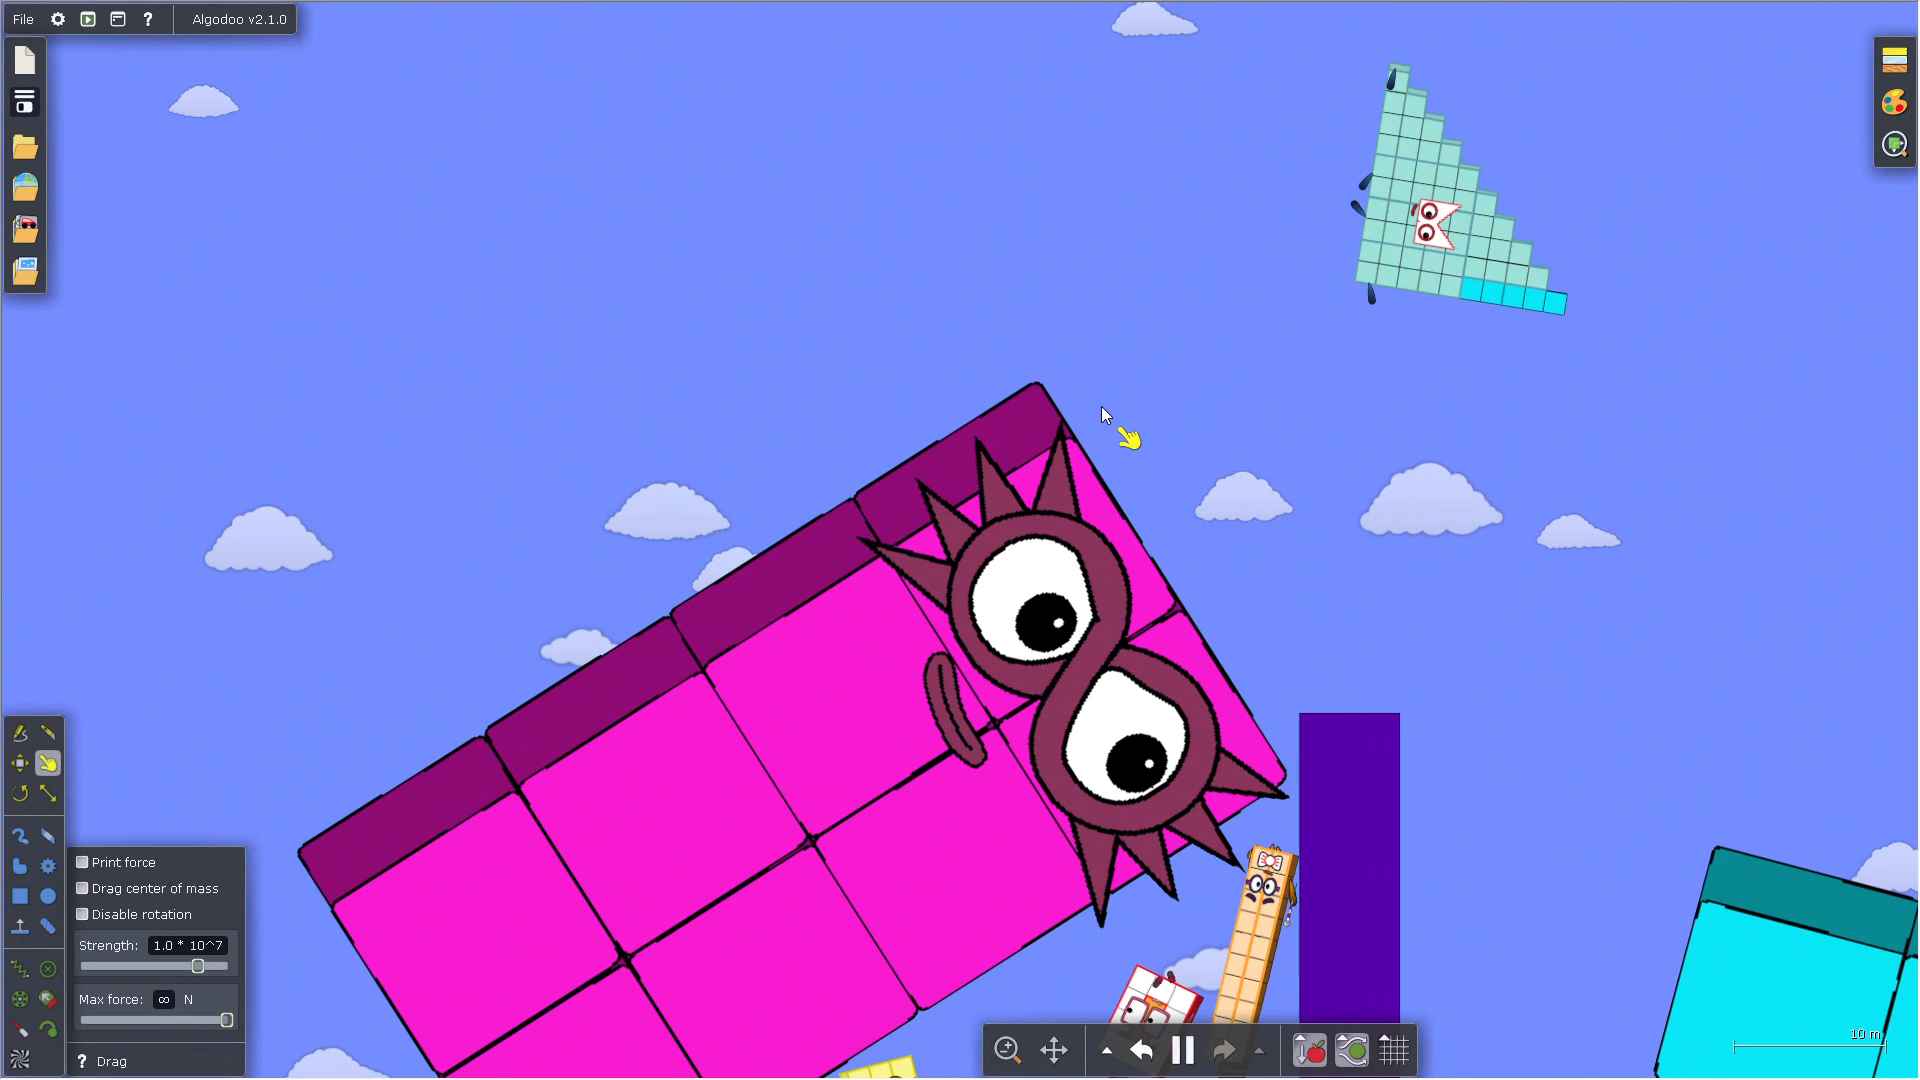 File ? Algodoo v2.1.0
Print force
Drag center of mass
Disable rotation
Strength: 1.0 * 10^7
Max force: ∞ N
? Drag
10 m